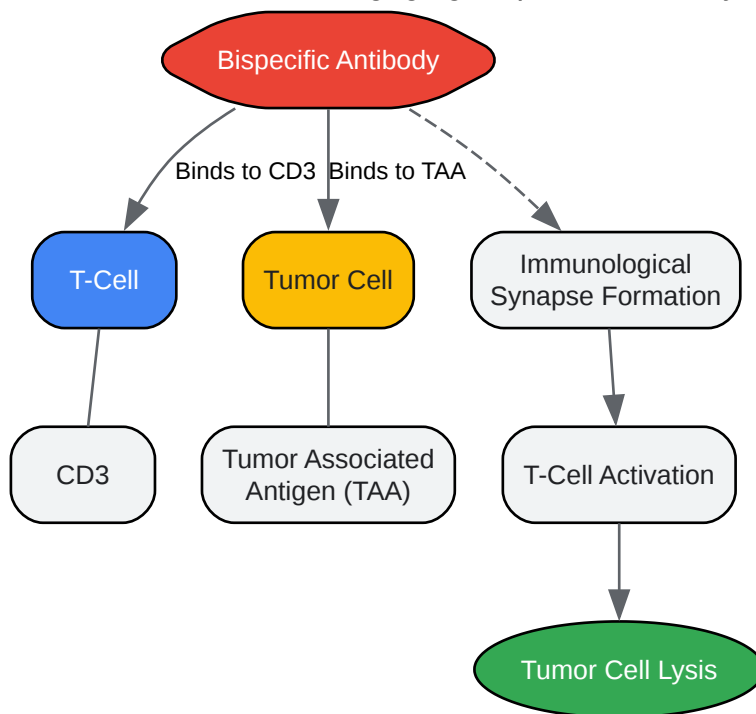 Bispecific Antibody
Binds to CD3
Binds to TAA
T-Cell
Tumor Cell
Immunological
Synapse Formation
CD3
Tumor Associated
Antigen (TAA)
T-Cell Activation
Tumor Cell Lysis